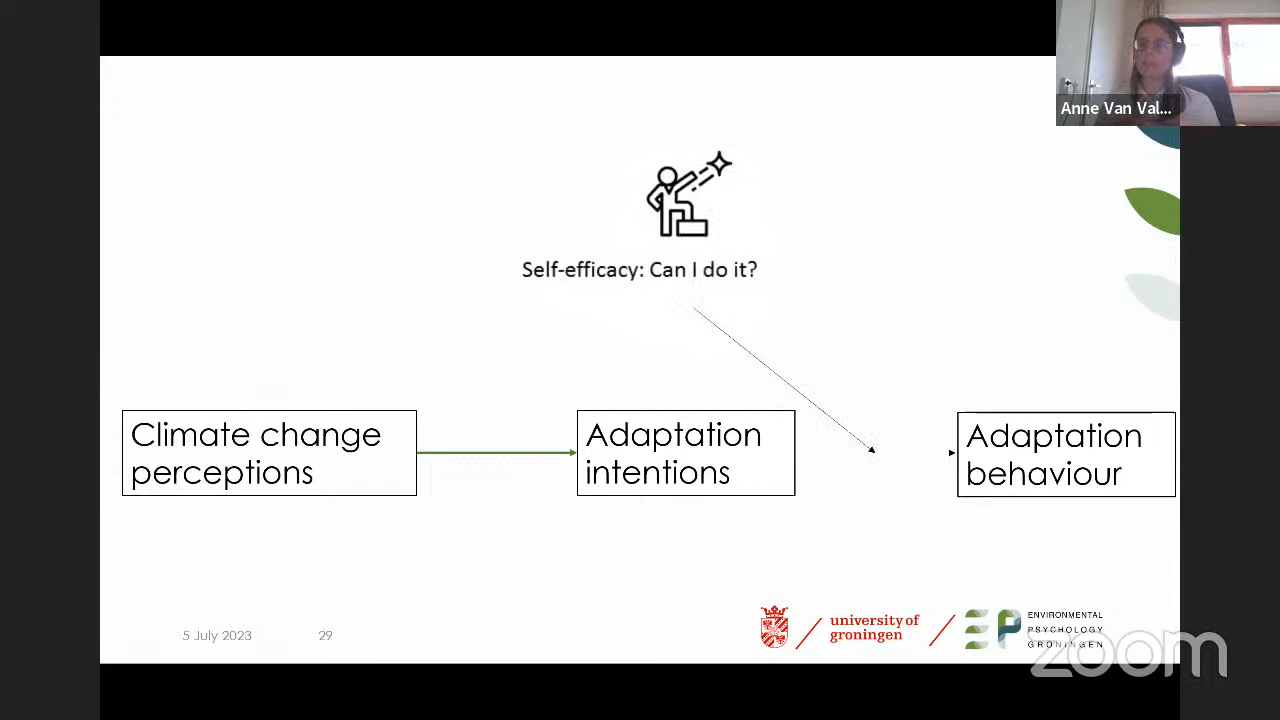 Anne Van Val...
Self-efficacy: Can I do it?
Climate change
perceptions
Adaptation
intentions
Adaptation
behaviour
5 July 2023
29
university of
groningen
ENVIRONMENTAL
PSYCHOLOGY
GRONINGEN
zoom